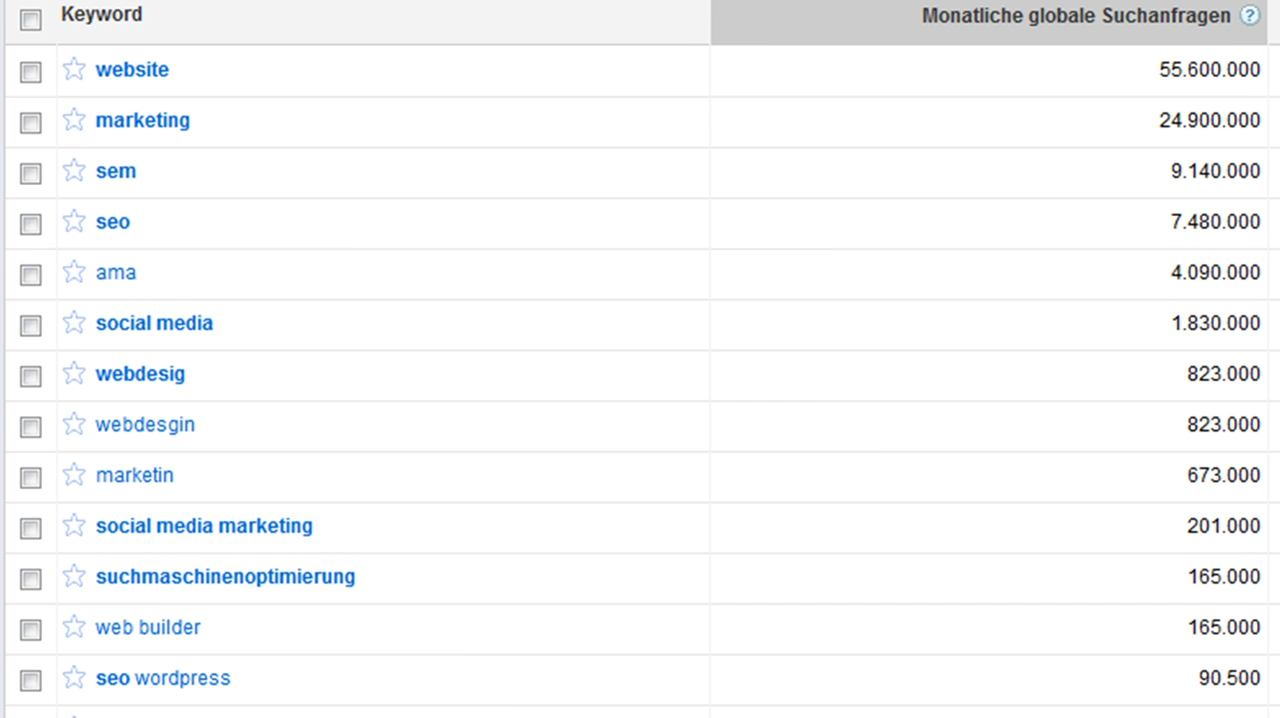 Keyword Monatliche globale Suchanfragen ?
website 55.600.000
marketing 24.900.000
sem 9.140.000
seo 7.480.000
ama 4.090.000
social media 1.830.000
webdesig 823.000
webdesgin 823.000
marketin 673.000
social media marketing 201.000
suchmaschinenoptimierung 165.000
web builder 165.000
seo wordpress 90.500